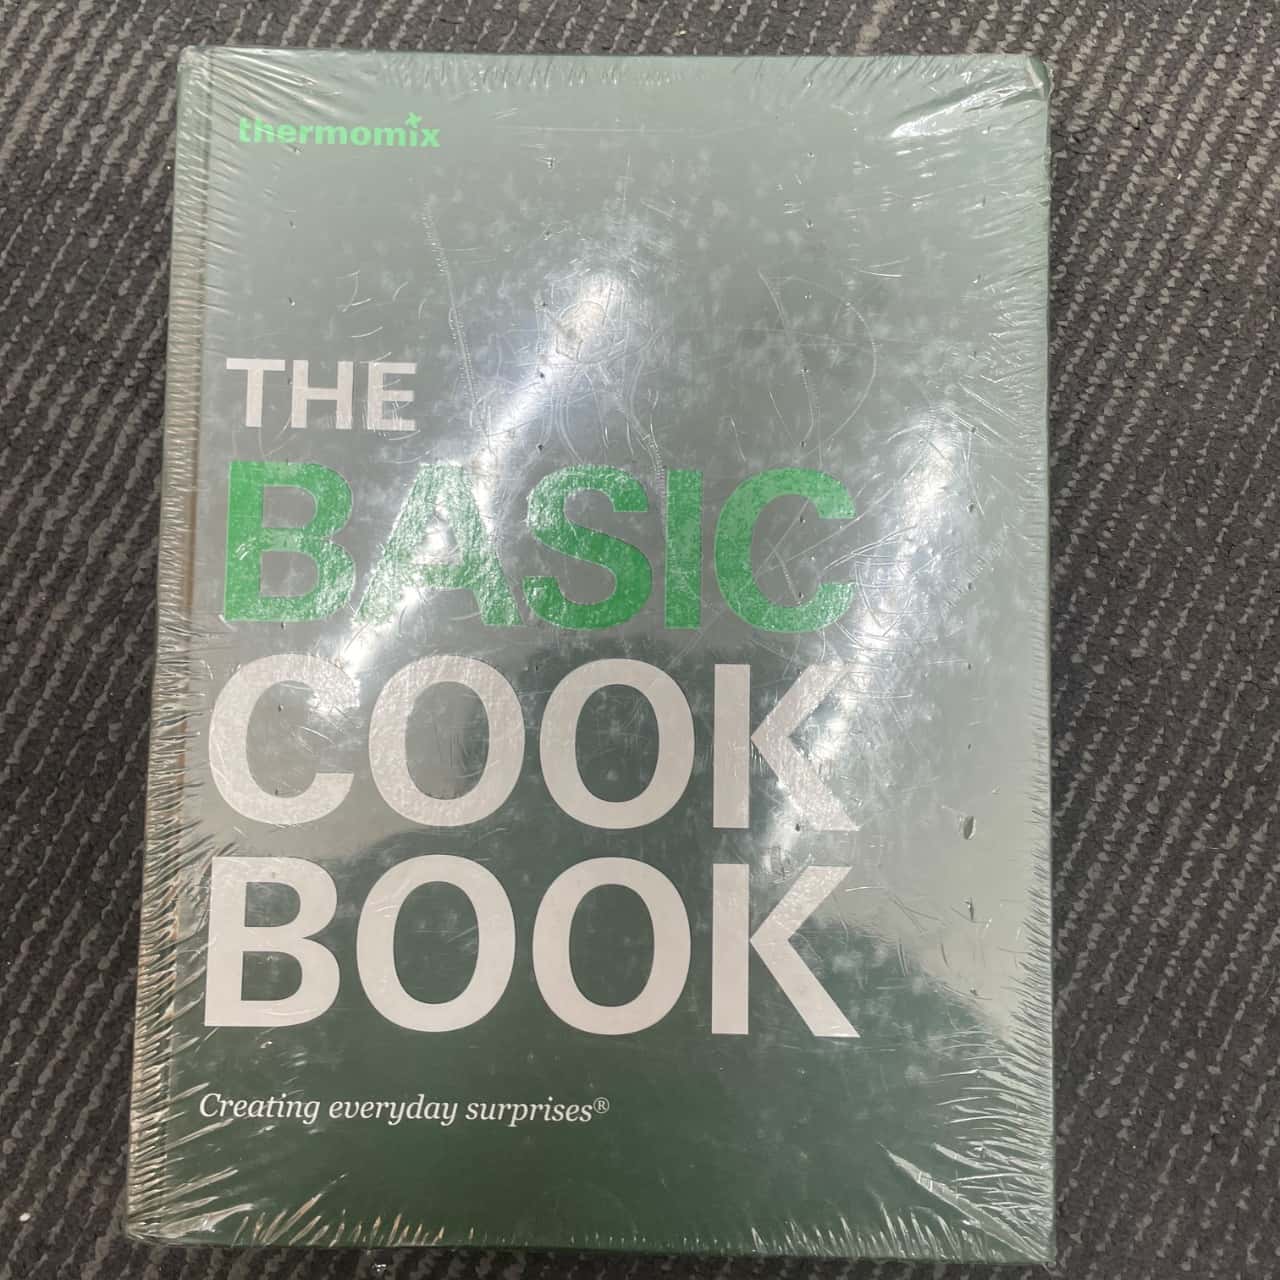 thermomix
THE
BASIC
COOK
BOOK
Creating everyday surprises®